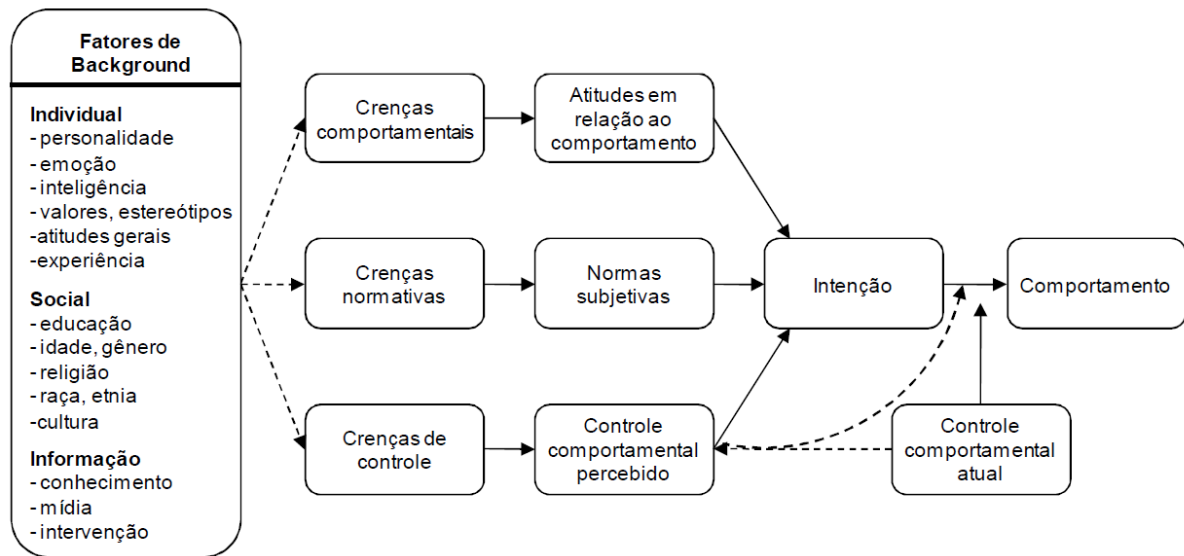 Fatores de
Background
Individual
-personalidade
-emoção
-inteligência
-valores, estereótipos
-atitudes gerais
-experiência
Social
-educação
-idade, gênero
-religião
-raça, etnia
-cultura
Informação
-conhecimento
-mídia
-intervenção
Crenças
comportamentais
Atitudes em
relação ao
comportamento
Crenças
normativas
Normas
subjetivas
Intenção
Comportamento
Crenças de
controle
Controle
comportamental
percebido
Controle
comportamental
atual